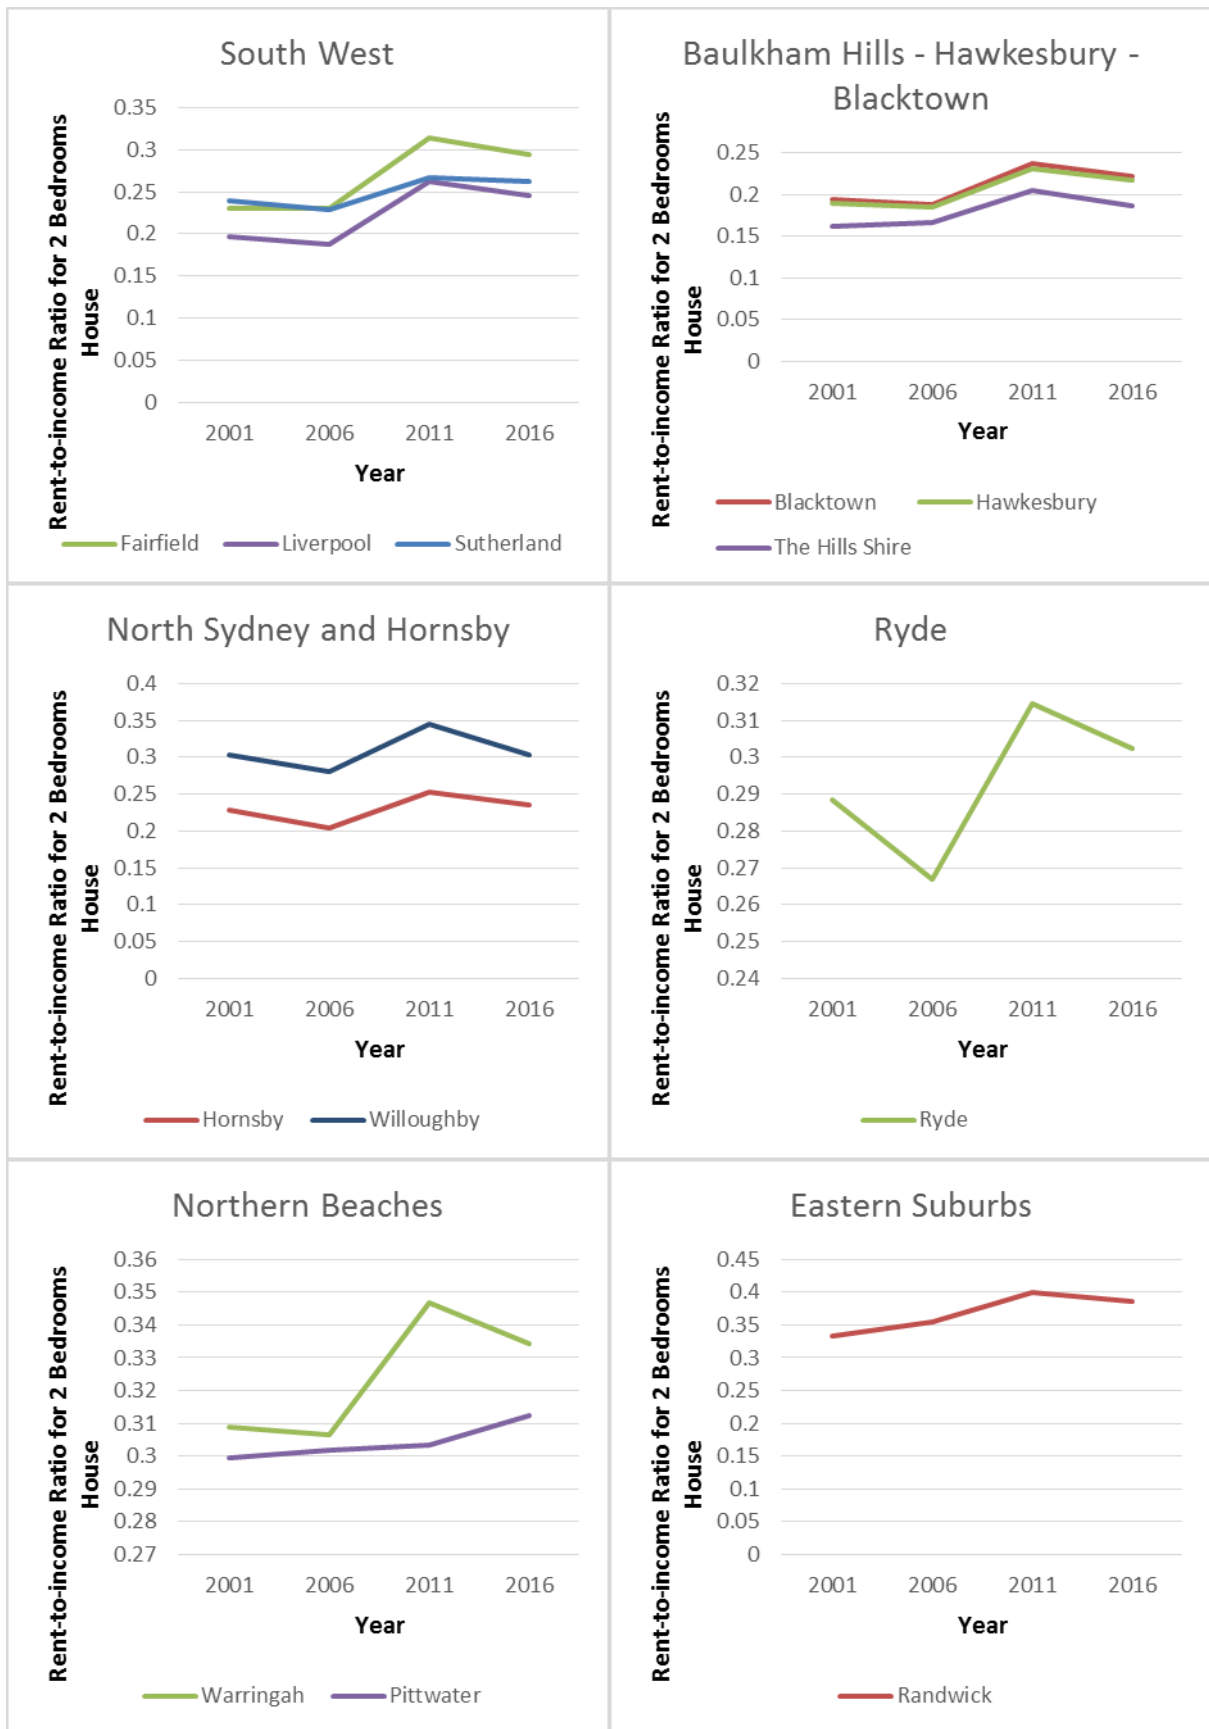 South West
Rent-to-income Ratio for 2 Bedrooms
House
0.35
0.3
0.25
0.2
0.15
0.1
0.05
0
2001 2006 2011 2016
Year
Fairfield Liverpool Sutherland
Baulkham Hills - Hawkesbury -
Blacktown
Rent-to-income Ratio for 2 Bedrooms
House
0.25
0.2
0.15
0.1
0.05
0
2001 2006 2011 2016
Year
Blacktown Hawkesbury
The Hills Shire
North Sydney and Hornsby
Rent-to-income Ratio for 2 Bedrooms
House
0.4
0.35
0.3
0.25
0.2
0.15
0.1
0.05
0
2001 2006 2011 2016
Year
Hornsby Willoughby
Ryde
Rent-to-income Ratio for 2 Bedrooms
House
0.32
0.31
0.3
0.29
0.28
0.27
0.26
0.25
0.24
2001 2006 2011 2016
Year
Ryde
Northern Beaches
Rent-to-income Ratio for 2 Bedrooms
House
0.36
0.35
0.34
0.33
0.32
0.31
0.3
0.29
0.28
0.27
2001 2006 2011 2016
Year
Warringah Pittwater
Eastern Suburbs
Rent-to-income Ratio for 2 Bedrooms
House
0.45
0.4
0.35
0.3
0.25
0.2
0.15
0.1
0.05
0
2001 2006 2011 2016
Year
Randwick